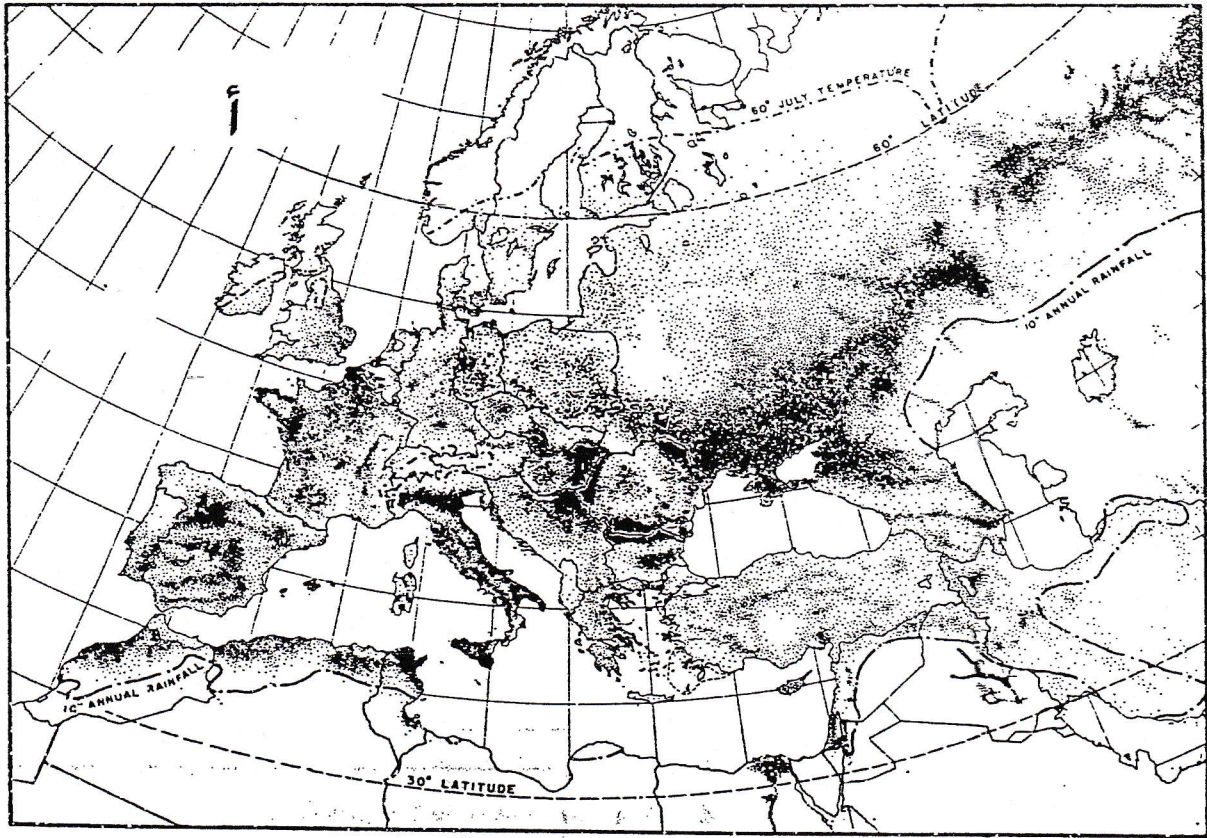 أ
60° JULY TEMPERATURE
60° LATITUDE
10" ANNUAL RAINFALL
10" ANNUAL RAINFALL
30° LATITUDE